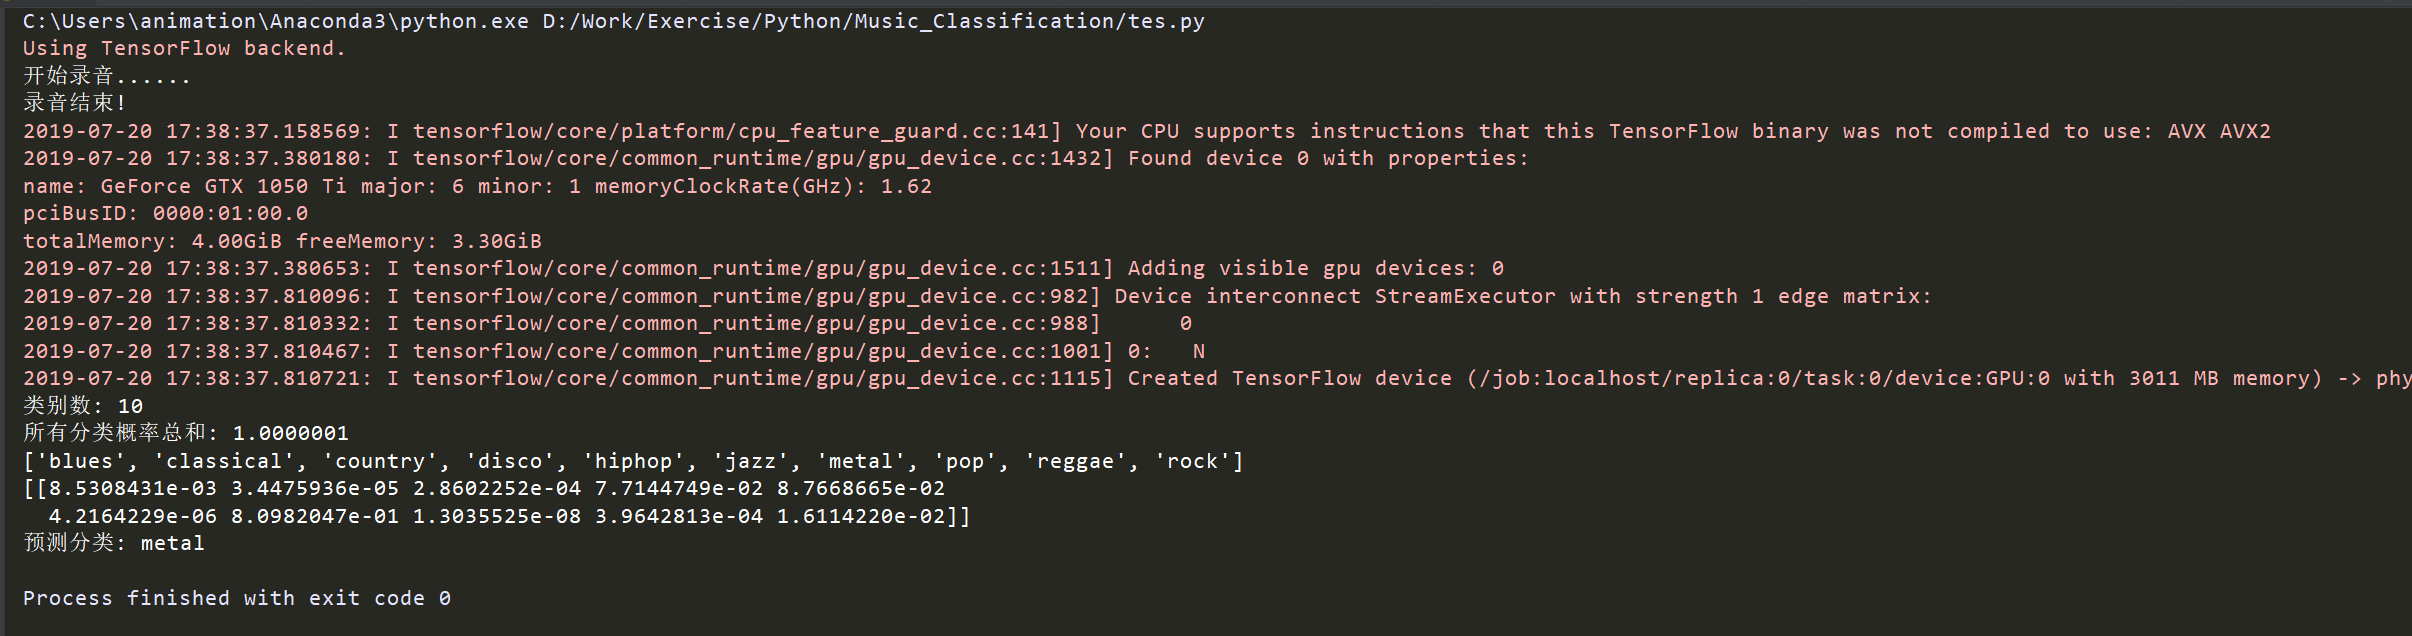 C:\Users\animation\Anaconda3\python.exe D:/Work/Exercise/Python/Music_Classification/tes.py
Using TensorFlow backend.
开始录音......
录音结束!
2019-07-20 17:38:37.158569: I tensorflow/core/platform/cpu_feature_guard.cc:141] Your CPU supports instructions that this TensorFlow binary was not compiled to use: AVX AVX2
2019-07-20 17:38:37.380180: I tensorflow/core/common_runtime/gpu/gpu_device.cc:1432] Found device 0 with properties:
name: GeForce GTX 1050 Ti major: 6 minor: 1 memoryClockRate(GHz): 1.62
pciBusID: 0000:01:00.0
totalMemory: 4.00GiB freeMemory: 3.30GiB
2019-07-20 17:38:37.380653: I tensorflow/core/common_runtime/gpu/gpu_device.cc:1511] Adding visible gpu devices: 0
2019-07-20 17:38:37.810096: I tensorflow/core/common_runtime/gpu/gpu_device.cc:982] Device interconnect StreamExecutor with strength 1 edge matrix:
2019-07-20 17:38:37.810332: I tensorflow/core/common_runtime/gpu/gpu_device.cc:988]      0
2019-07-20 17:38:37.810467: I tensorflow/core/common_runtime/gpu/gpu_device.cc:1001] 0:   N
2019-07-20 17:38:37.810721: I tensorflow/core/common_runtime/gpu/gpu_device.cc:1115] Created TensorFlow device (/job:localhost/replica:0/task:0/device:GPU:0 with 3011 MB memory) -> phy
类别数: 10
所有分类概率总和: 1.0000001
['blues', 'classical', 'country', 'disco', 'hiphop', 'jazz', 'metal', 'pop', 'reggae', 'rock']
[[8.5308431e-03 3.4475936e-05 2.8602252e-04 7.7144749e-02 8.7668665e-02
  4.2164229e-06 8.0982047e-01 1.3035525e-08 3.9642813e-04 1.6114220e-02]]
预测分类: metal
Process finished with exit code 0